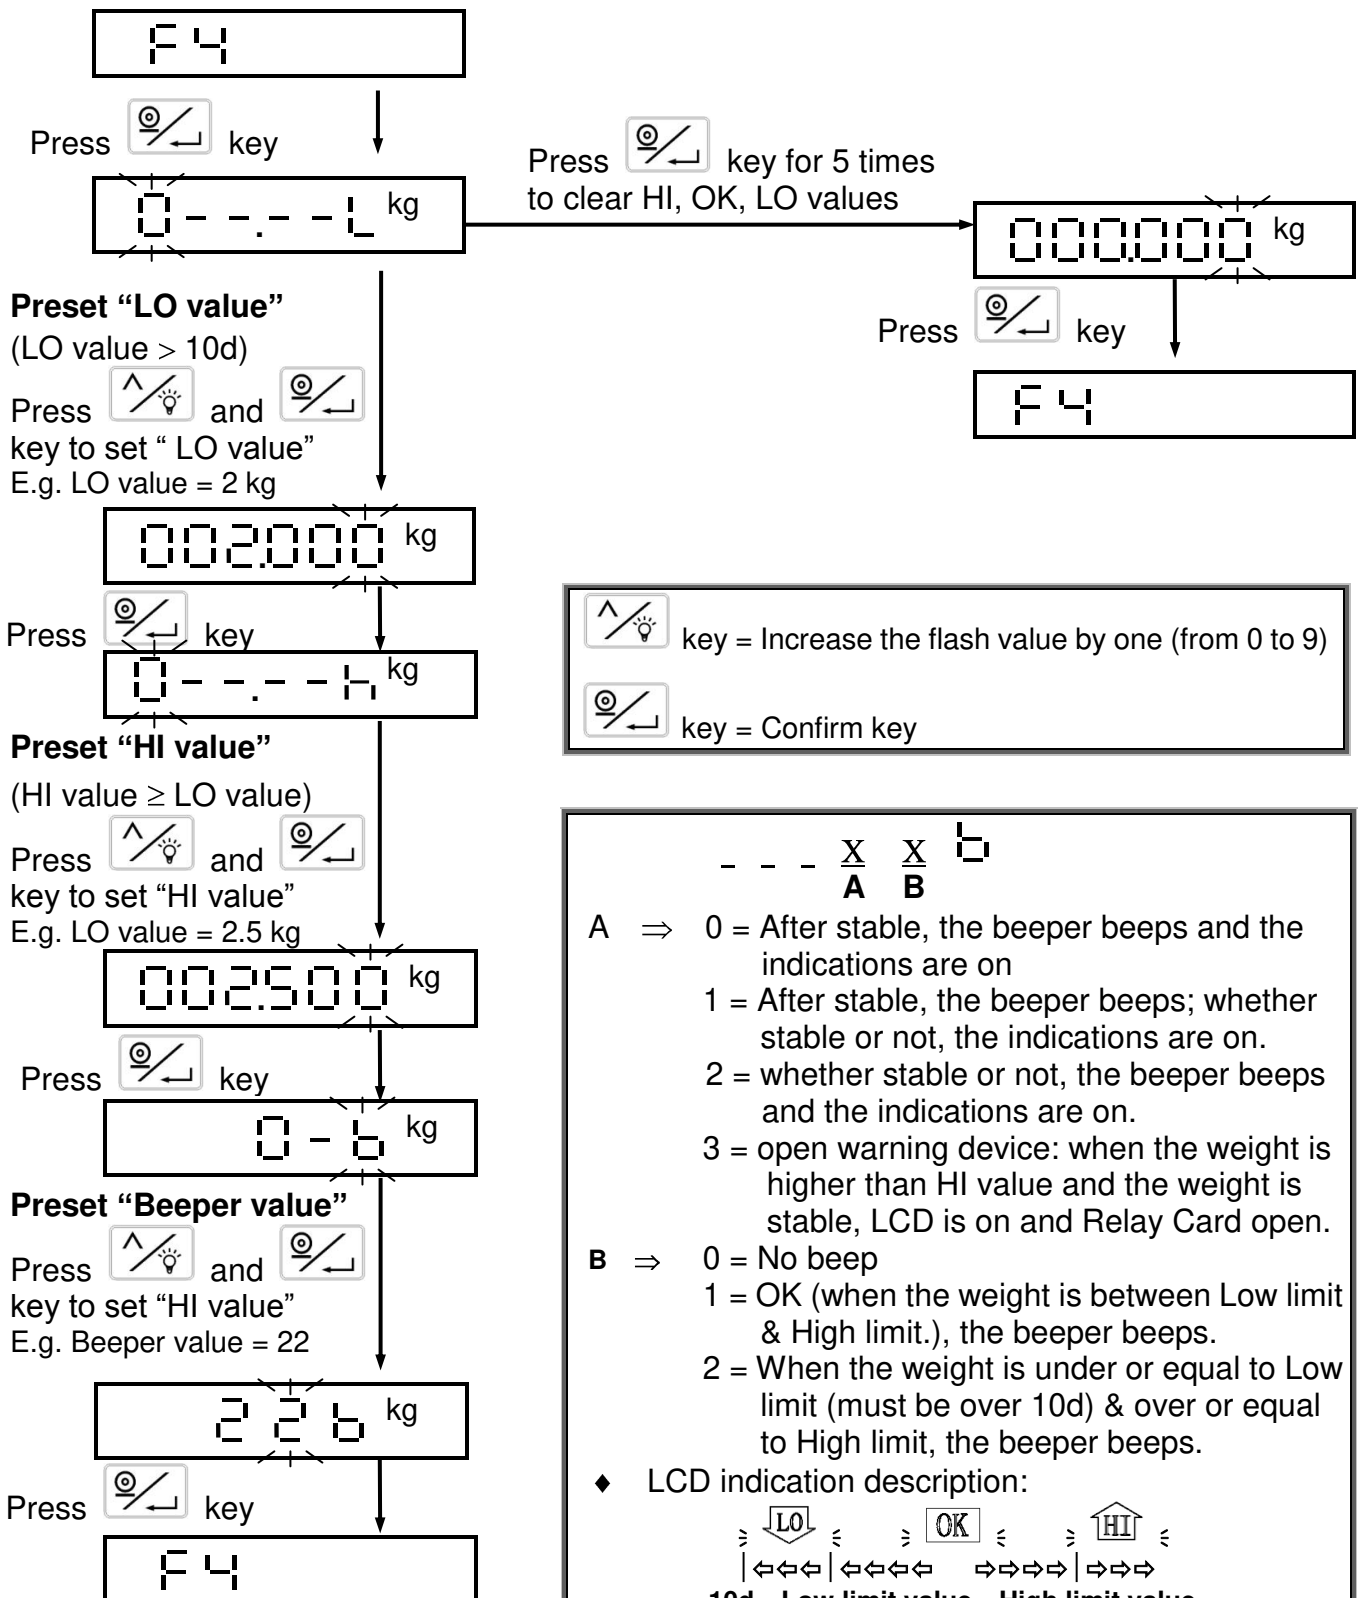 F4
Press key
0--.--L kg
Press key for 5 times
to clear HI, OK, LO values
000.000 kg
Press key
F4
Preset “LO value”
(LO value > 10d)
Press and
key to set “ LO value”
E.g. LO value = 2 kg
002.000 kg
Press key
0--.--h kg
Preset “HI value”
(HI value ≥ LO value)
Press and
key to set “HI value”
E.g. LO value = 2.5 kg
002.500 kg
Press key
0-b kg
Preset “Beeper value”
Press and
key to set “HI value”
E.g. Beeper value = 22
22b kg
Press key
F4
key = Increase the flash value by one (from 0 to 9)
key = Confirm key
_ _ _ X X b
A B
A ⇒ 0 = After stable, the beeper beeps and the
indications are on
1 = After stable, the beeper beeps; whether
stable or not, the indications are on.
2 = whether stable or not, the beeper beeps
and the indications are on.
3 = open warning device: when the weight is
higher than HI value and the weight is
stable, LCD is on and Relay Card open.
B ⇒ 0 = No beep
1 = OK (when the weight is between Low limit
& High limit.), the beeper beeps.
2 = When the weight is under or equal to Low
limit (must be over 10d) & over or equal
to High limit, the beeper beeps.
♦ LCD indication description:
LO OK HI
|⇦⇦⇦|⇦⇦⇦⇦ ⇨⇨⇨⇨|⇨⇨⇨
10d Low limit value High limit value